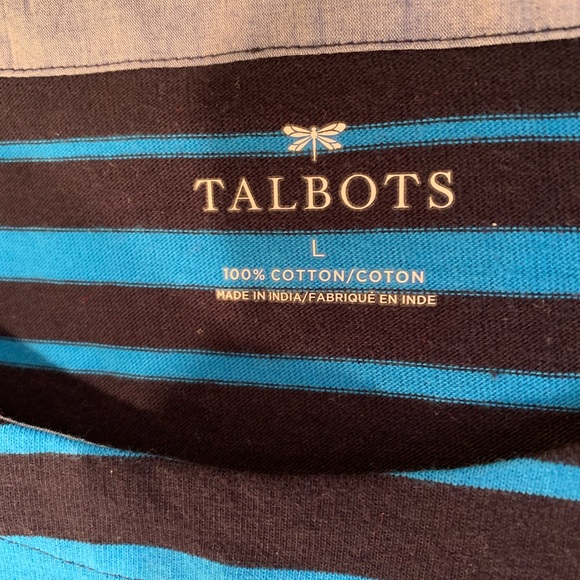 TALBOTS
L
100% COTTON/COTON
MADE IN INDIA/FABRIQUÉ EN INDE